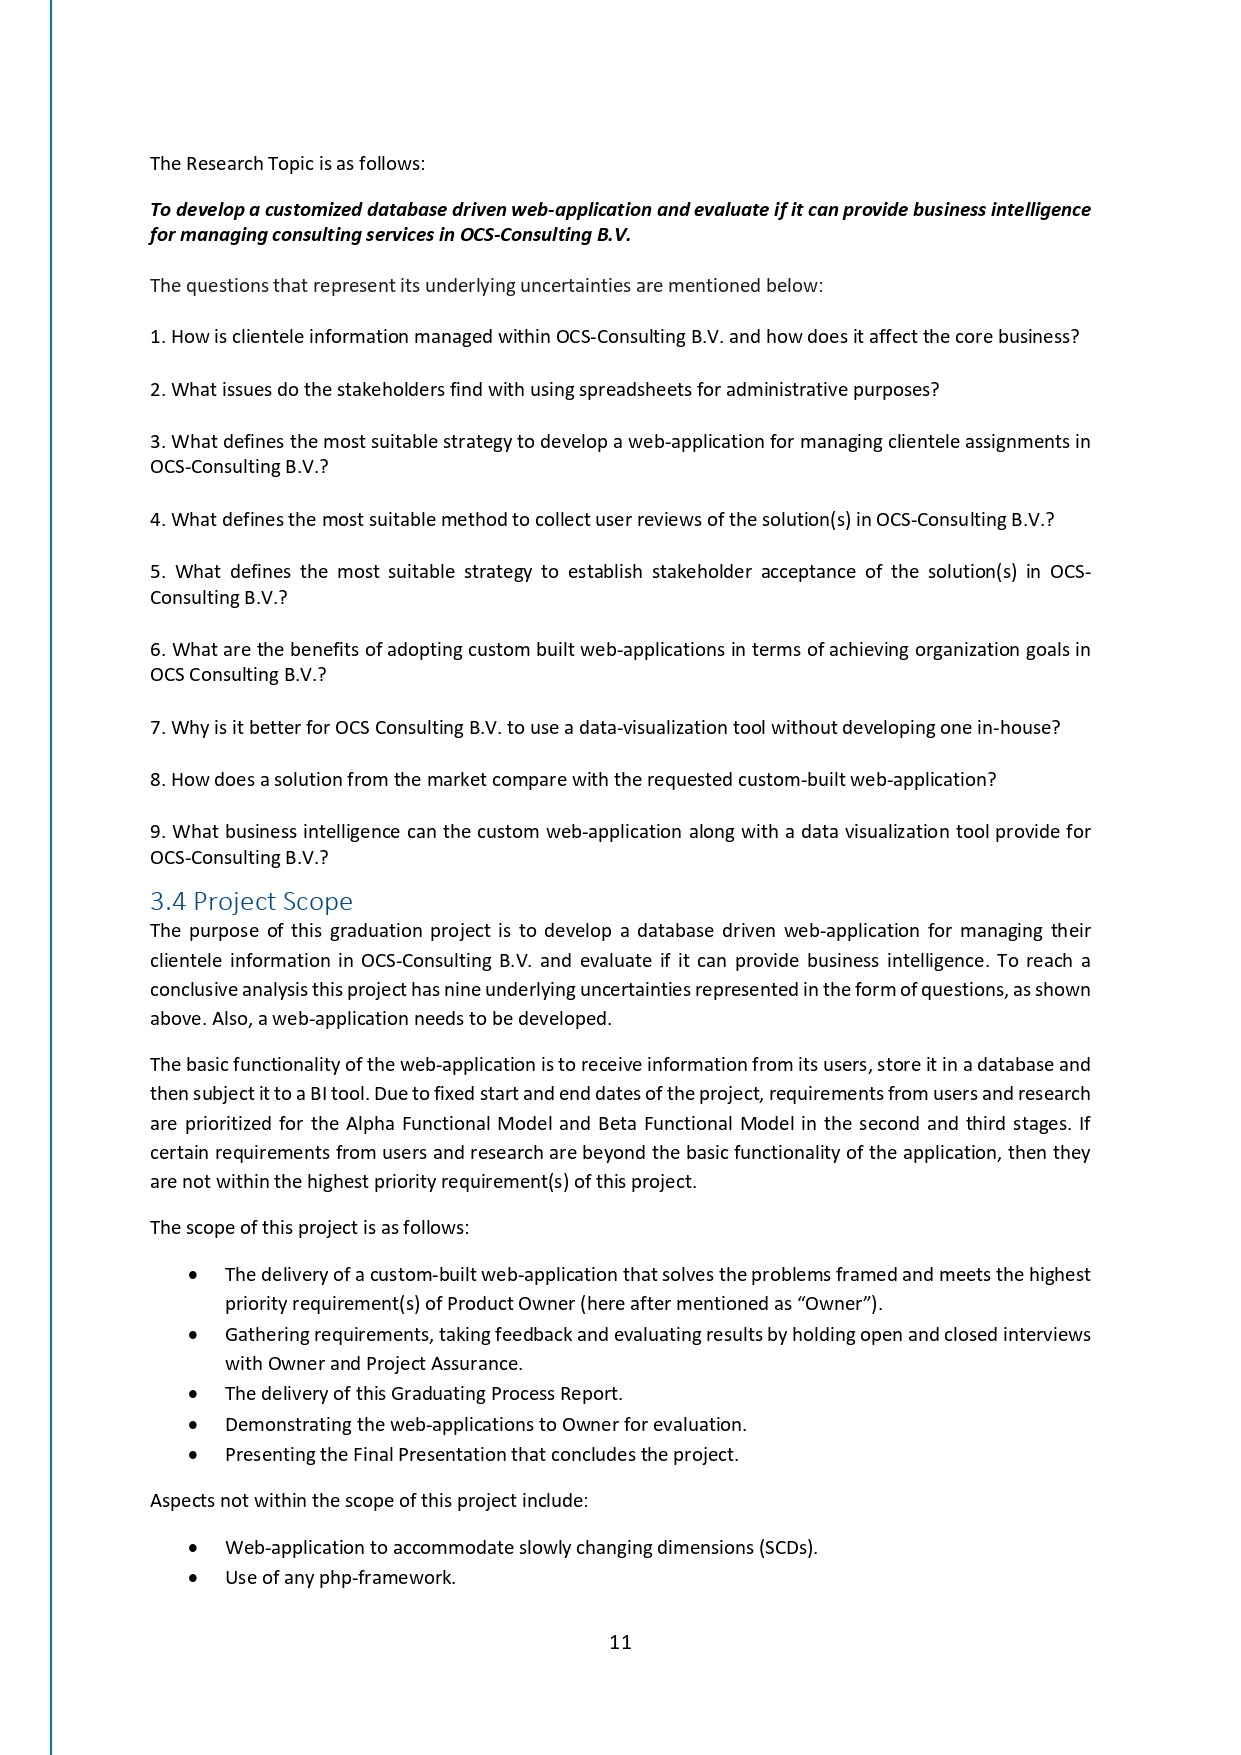 The Research Topic is as follows:
To develop a customized database driven web-application and evaluate if it can provide business intelligence
for managing consulting services in OCS-Consulting B.V.
The questions that represent its underlying uncertainties are mentioned below:
1. How is clientele information managed within OCS-Consulting B.V. and how does it affect the core business?
2. What issues do the stakeholders find with using spreadsheets for administrative purposes?
3. What defines the most suitable strategy to develop a web-application for managing clientele assignments in
OCS-Consulting B.V.?
4. What defines the most suitable method to collect user reviews of the solution(s) in OCS-Consulting B.V.?
5. What defines the most suitable strategy to establish stakeholder acceptance of the solution(s) in OCS-
Consulting B.V.?
6. What are the benefits of adopting custom built web-applications in terms of achieving organization goals in
OCS Consulting B.V.?
7. Why is it better for OCS Consulting B.V. to use a data-visualization tool without developing one in-house?
8. How does a solution from the market compare with the requested custom-built web-application?
9. What business intelligence can the custom web-application along with a data visualization tool provide for
OCS-Consulting B.V.?
3.4 Project Scope
The purpose of this graduation project is to develop a database driven web-application for managing their
clientele information in OCS-Consulting B.V. and evaluate if it can provide business intelligence. To reach a
conclusive analysis this project has nine underlying uncertainties represented in the form of questions, as shown
above. Also, a web-application needs to be developed.
The basic functionality of the web-application is to receive information from its users, store it in a database and
then subject it to a BI tool. Due to fixed start and end dates of the project, requirements from users and research
are prioritized for the Alpha Functional Model and Beta Functional Model in the second and third stages. If
certain requirements from users and research are beyond the basic functionality of the application, then they
are not within the highest priority requirement(s) of this project.
The scope of this project is as follows:
• The delivery of a custom-built web-application that solves the problems framed and meets the highest
priority requirement(s) of Product Owner (here after mentioned as “Owner”).
• Gathering requirements, taking feedback and evaluating results by holding open and closed interviews
with Owner and Project Assurance.
• The delivery of this Graduating Process Report.
• Demonstrating the web-applications to Owner for evaluation.
• Presenting the Final Presentation that concludes the project.
Aspects not within the scope of this project include:
• Web-application to accommodate slowly changing dimensions (SCDs).
• Use of any php-framework.
11